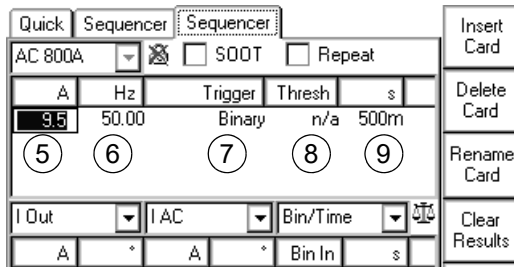 Quick Sequencer Sequencer
AC 800A SOOT Repeat
A Hz Trigger Thresh s
9.5 50.00 Binary n/a 500m
5 6 7 8 9
I Out I AC Bin/Time
A ° A ° Bin In s
Insert
Card
Delete
Card
Rename
Card
Clear
Results